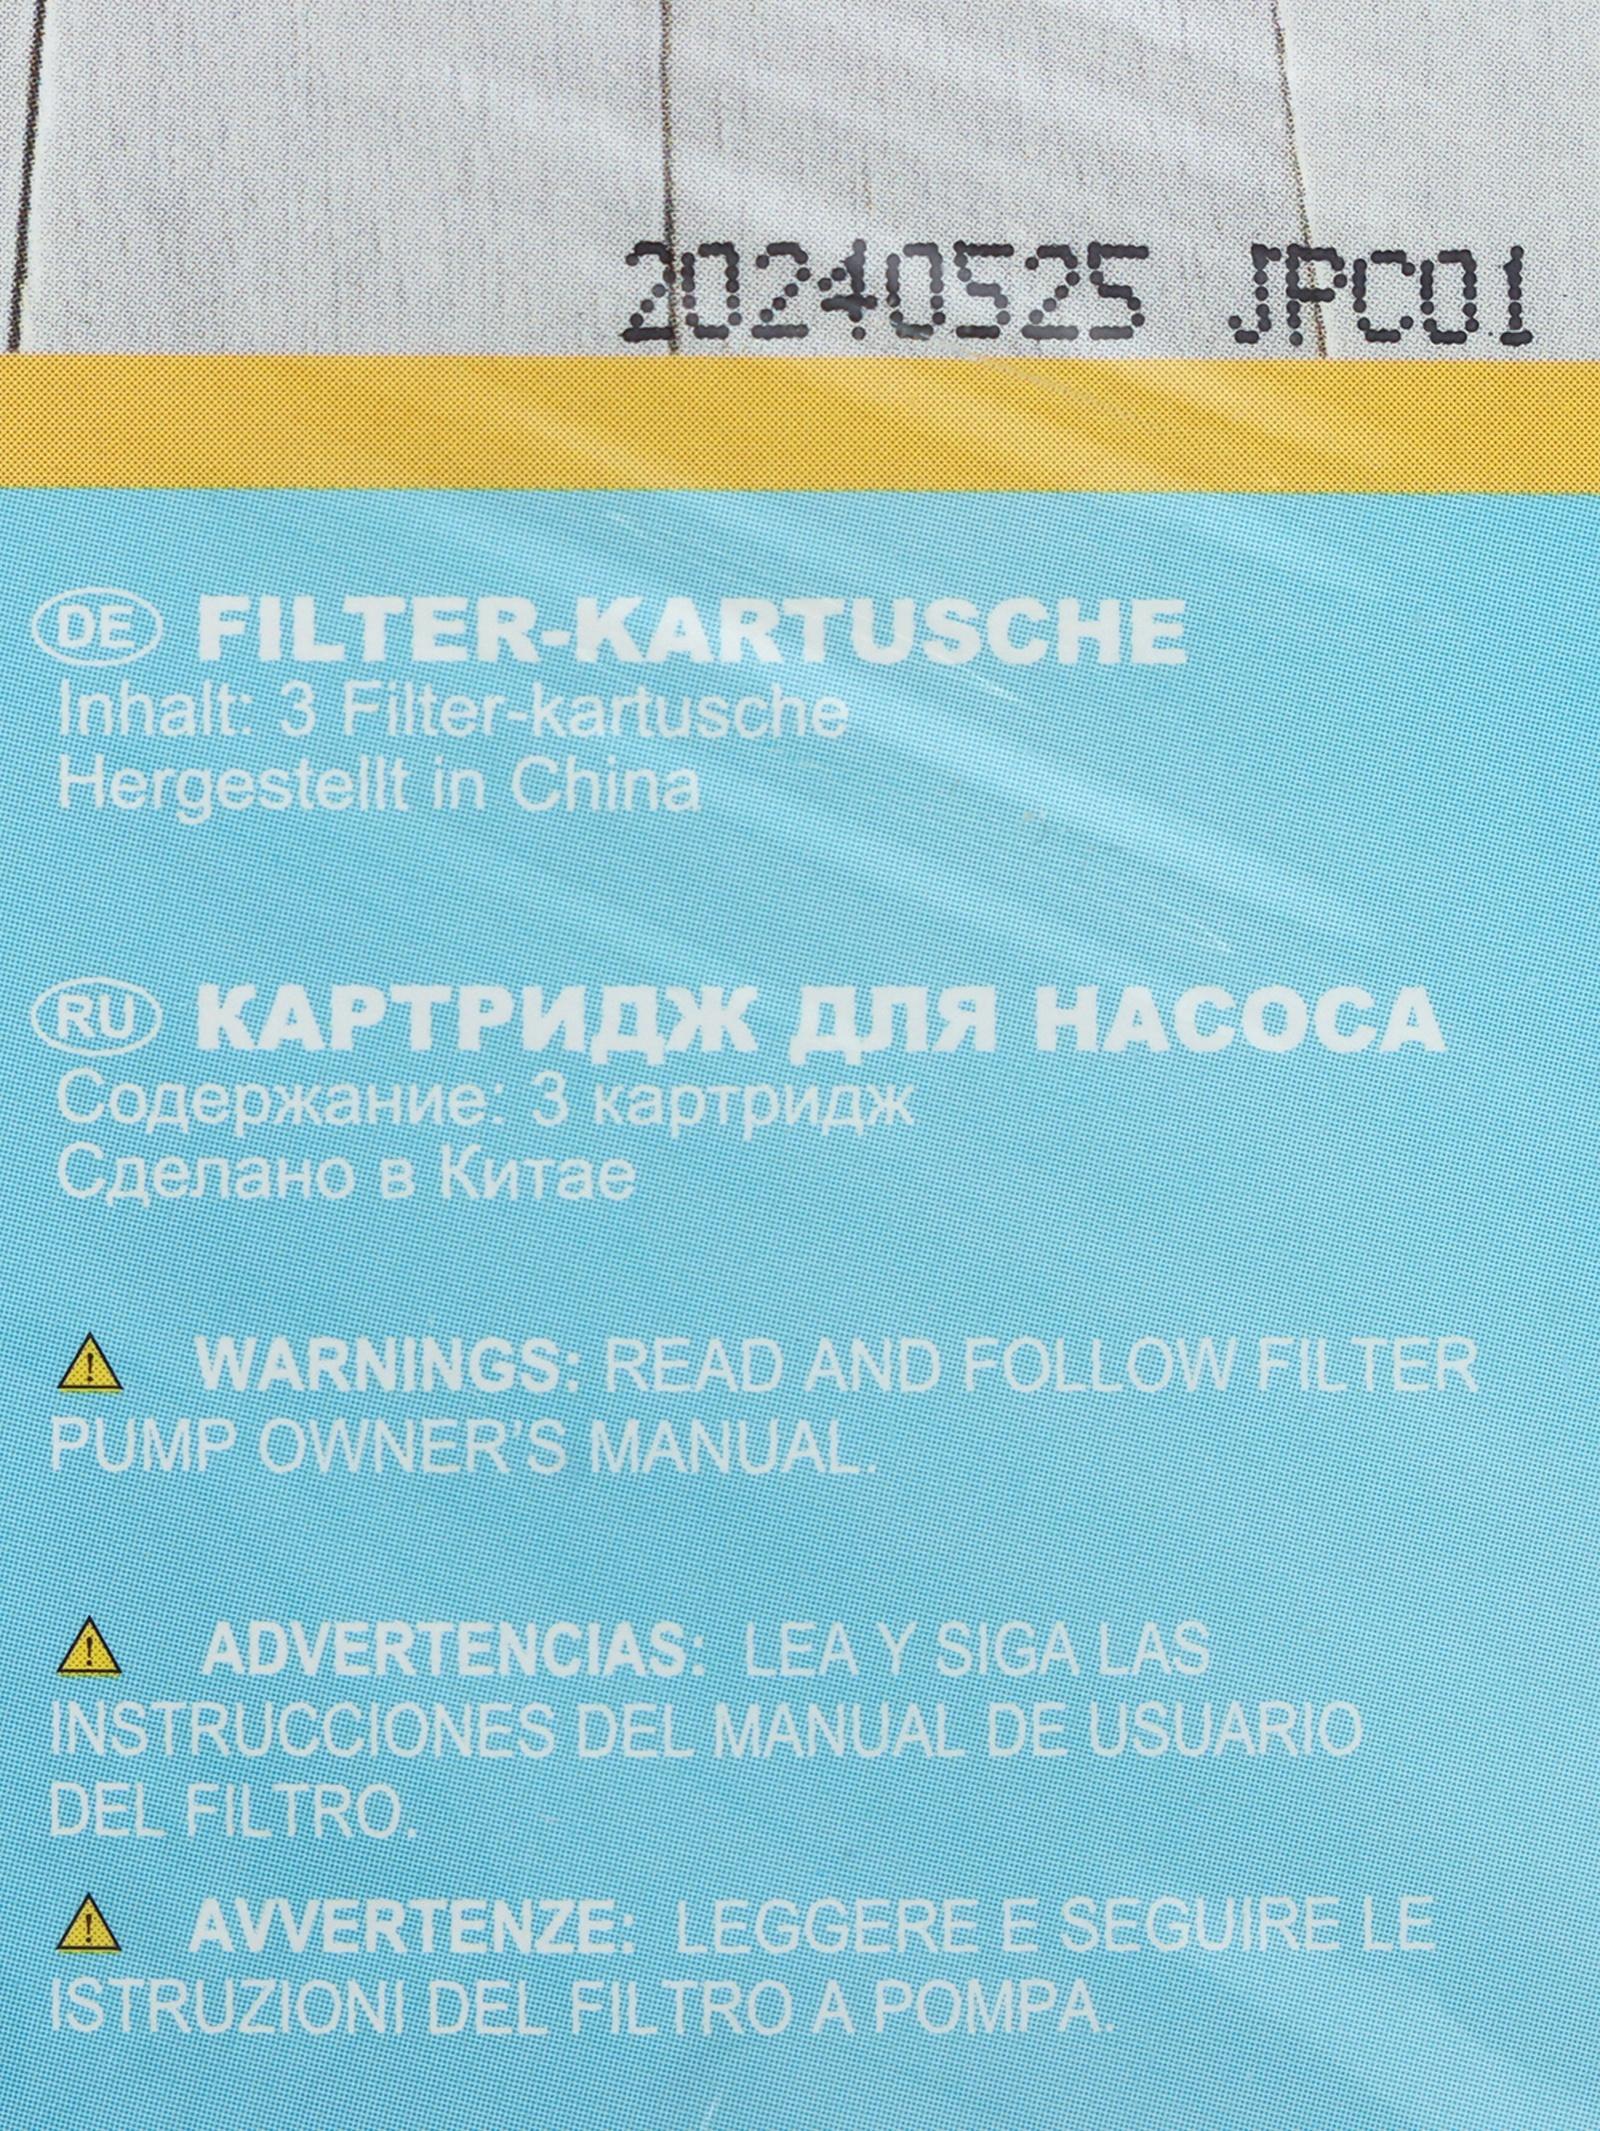 20240525 JPC01
DE FILTER-KARTUSCHE
Inhalt: 3 Filter-kartusche
Hergestellt in China
RU КАРТРИДЖ ДЛЯ НАСОСА
Содержание: 3 картридж
Сделано в Китае
WARNINGS: READ AND FOLLOW FILTER
PUMP OWNER’S MANUAL.
ADVERTENCIAS: LEA Y SIGA LAS
INSTRUCCIONES DEL MANUAL DE USUARIO
DEL FILTRO.
AVVERTENZE: LEGGERE E SEGUIRE LE
ISTRUZIONI DEL FILTRO A POMPA.